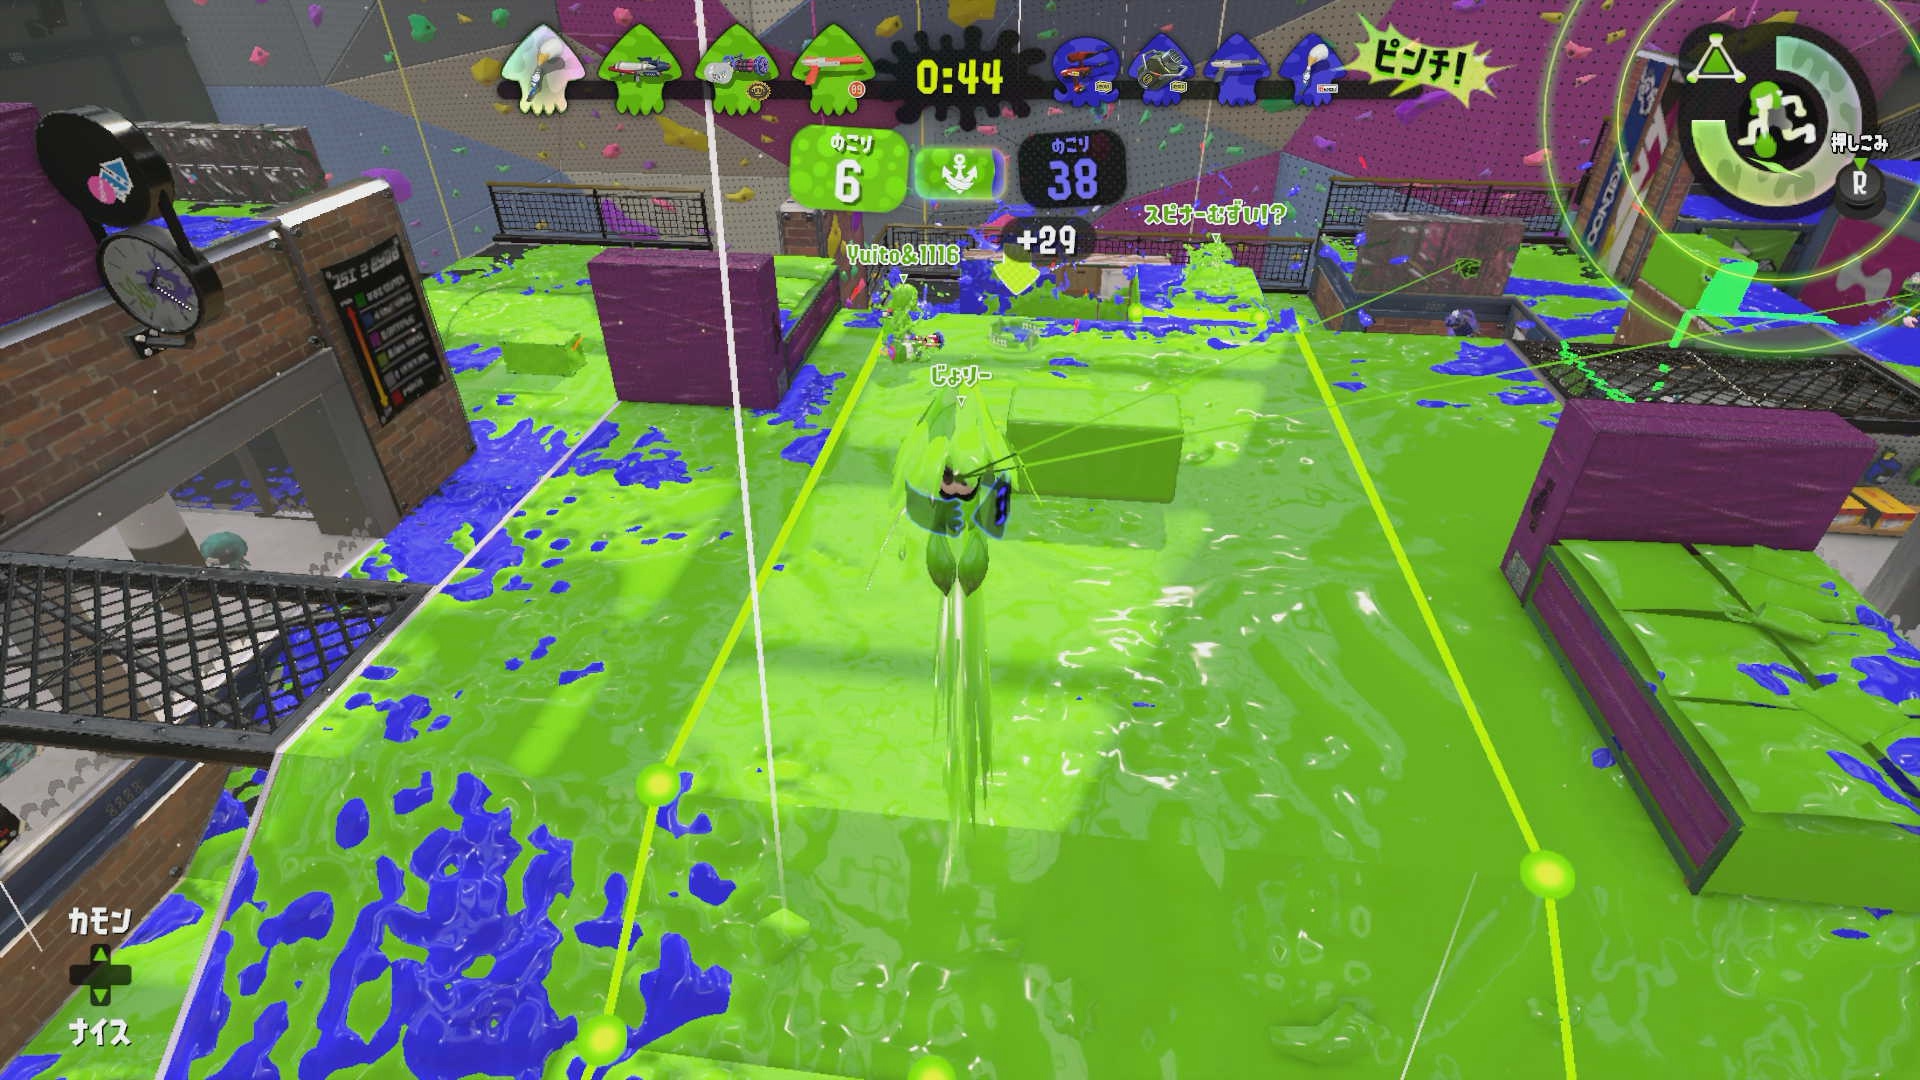 0:44
ピンチ!
89
のこり
6
のこり
38
+29
押しこみ
R
スピナーむずい!?
Yuito&1116
じょりー
カモン
ナイス